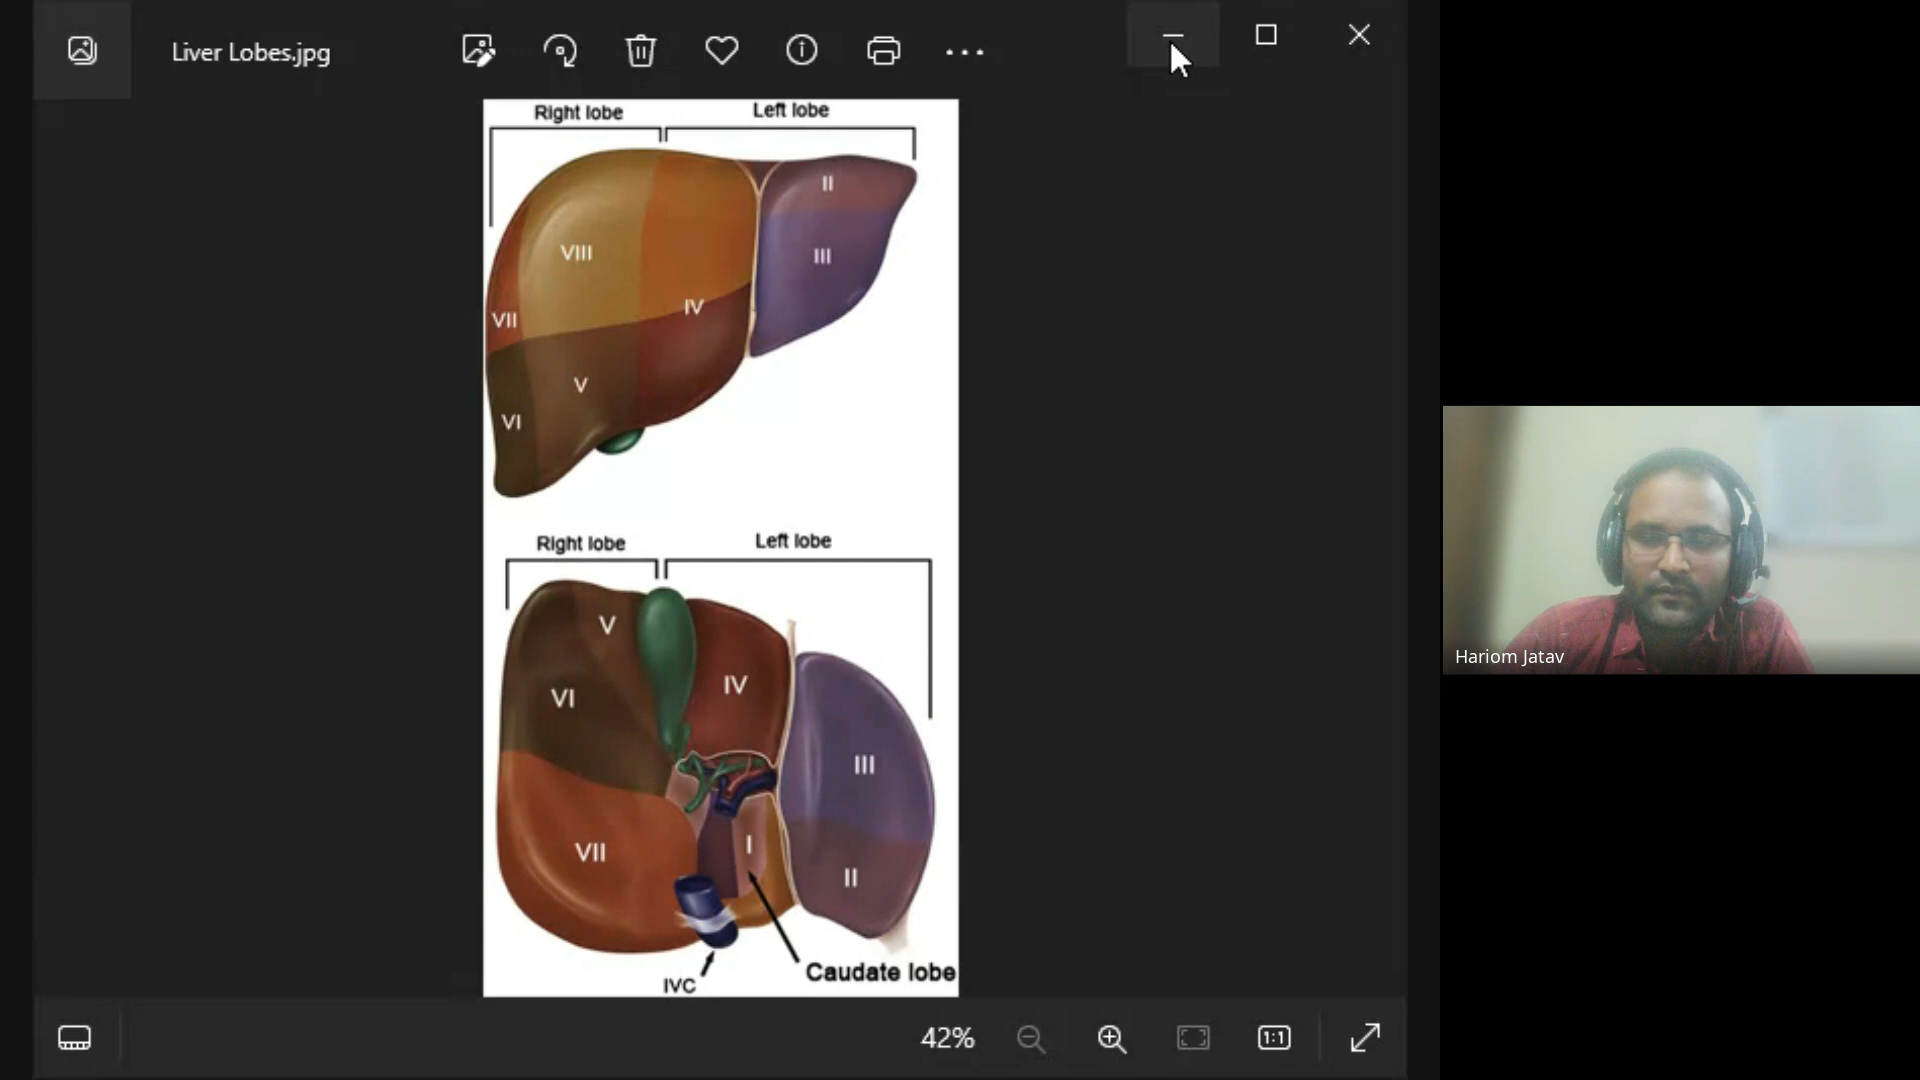 Liver Lobes.jpg
Right lobe
Left lobe
II
VIII
III
IV
VII
V
VI
Right lobe
Left lobe
V
IV
VI
III
I
VII
II
Caudate lobe
IVC
Hariom Jatav
42%
1:1